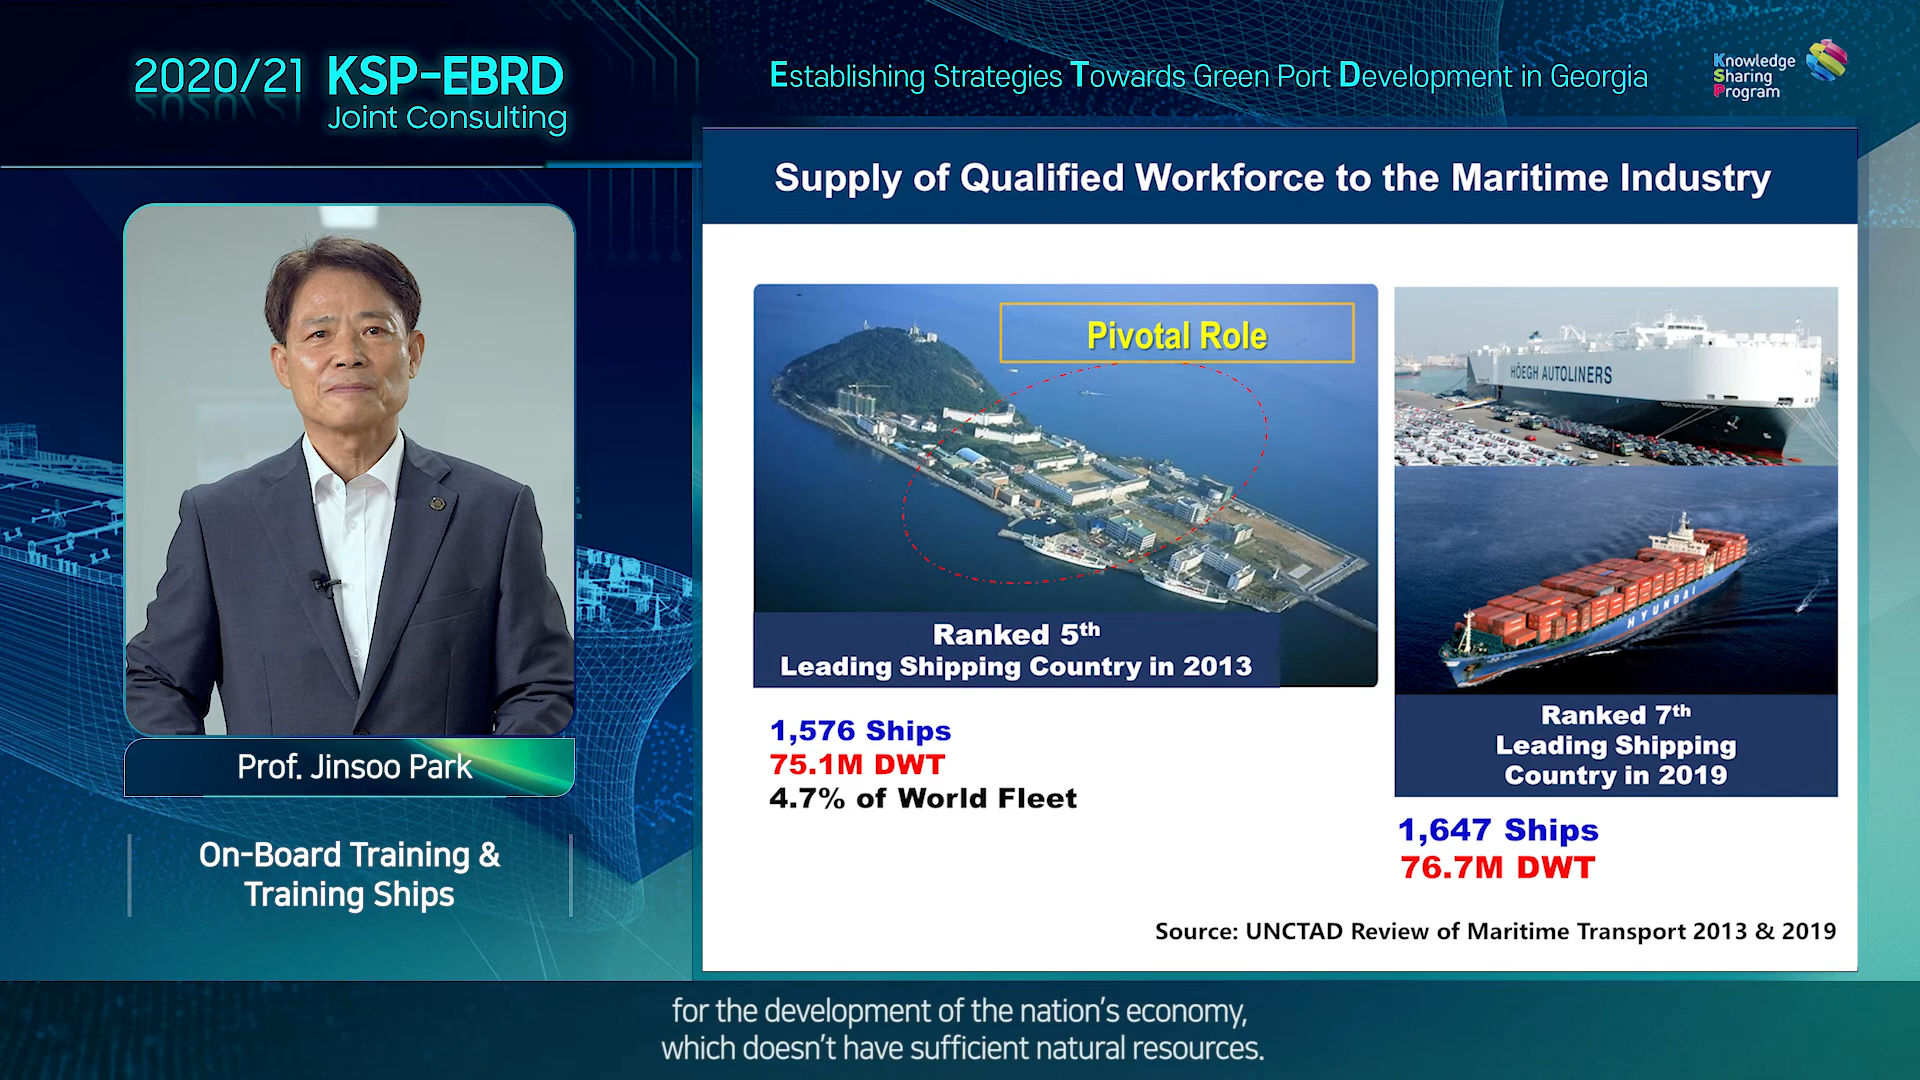 2020/21 KSP-EBRD
Joint Consulting
Establishing Strategies Towards Green Port Development in Georgia
Knowledge
Sharing
Program
Supply of Qualified Workforce to the Maritime Industry
Pivotal Role
HÖEGH AUTOLINERS
HYUNDAI
Ranked 5th
Leading Shipping Country in 2013
1,576 Ships
75.1M DWT
4.7% of World Fleet
Ranked 7th
Leading Shipping
Country in 2019
1,647 Ships
76.7M DWT
Source: UNCTAD Review of Maritime Transport 2013 & 2019
Prof. Jinsoo Park
On-Board Training &
Training Ships
for the development of the nation's economy,
which doesn't have sufficient natural resources.